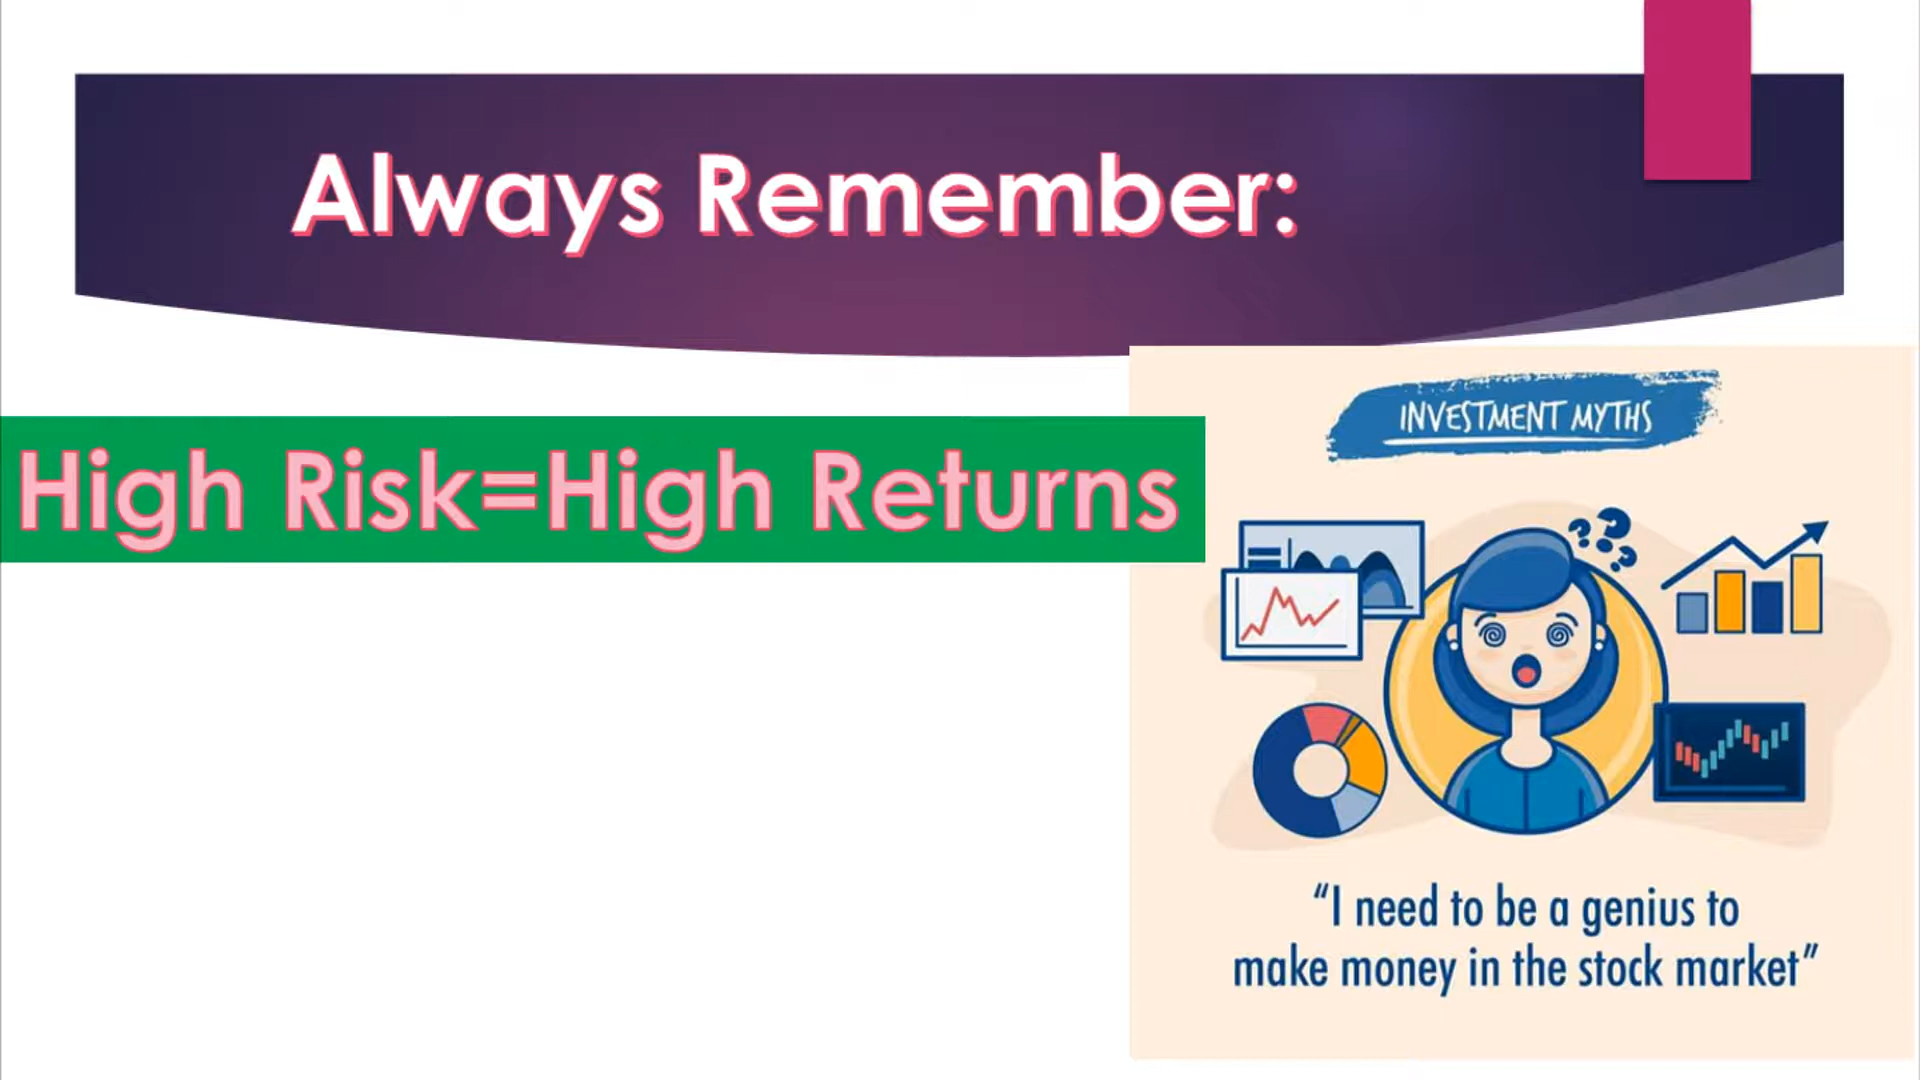 Always Remember:
High Risk=High Returns
INVESTMENT MYTHS
???
“I need to be a genius to
make money in the stock market”